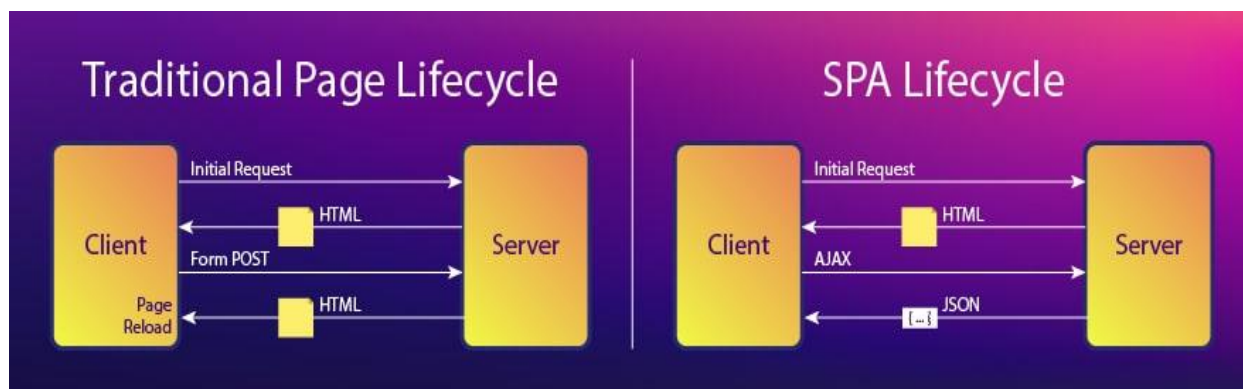 Traditional Page Lifecycle
Client
Initial Request
HTML
Form POST
HTML
Page
Reload
Server
SPA Lifecycle
Client
Initial Request
HTML
AJAX
JSON
{ ... }
Server